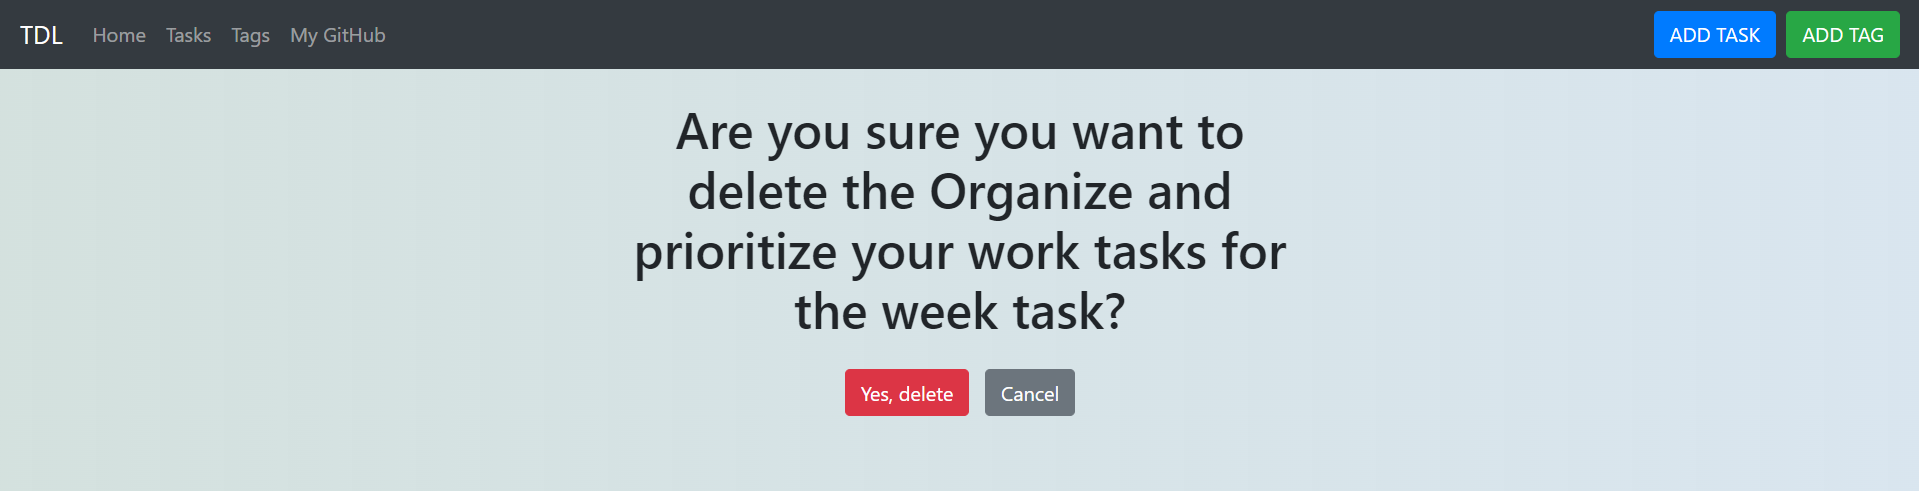 TDL Home Tasks Tags My GitHub ADD TASK ADD TAG
Are you sure you want to
delete the Organize and
prioritize your work tasks for
the week task?
Yes, delete Cancel